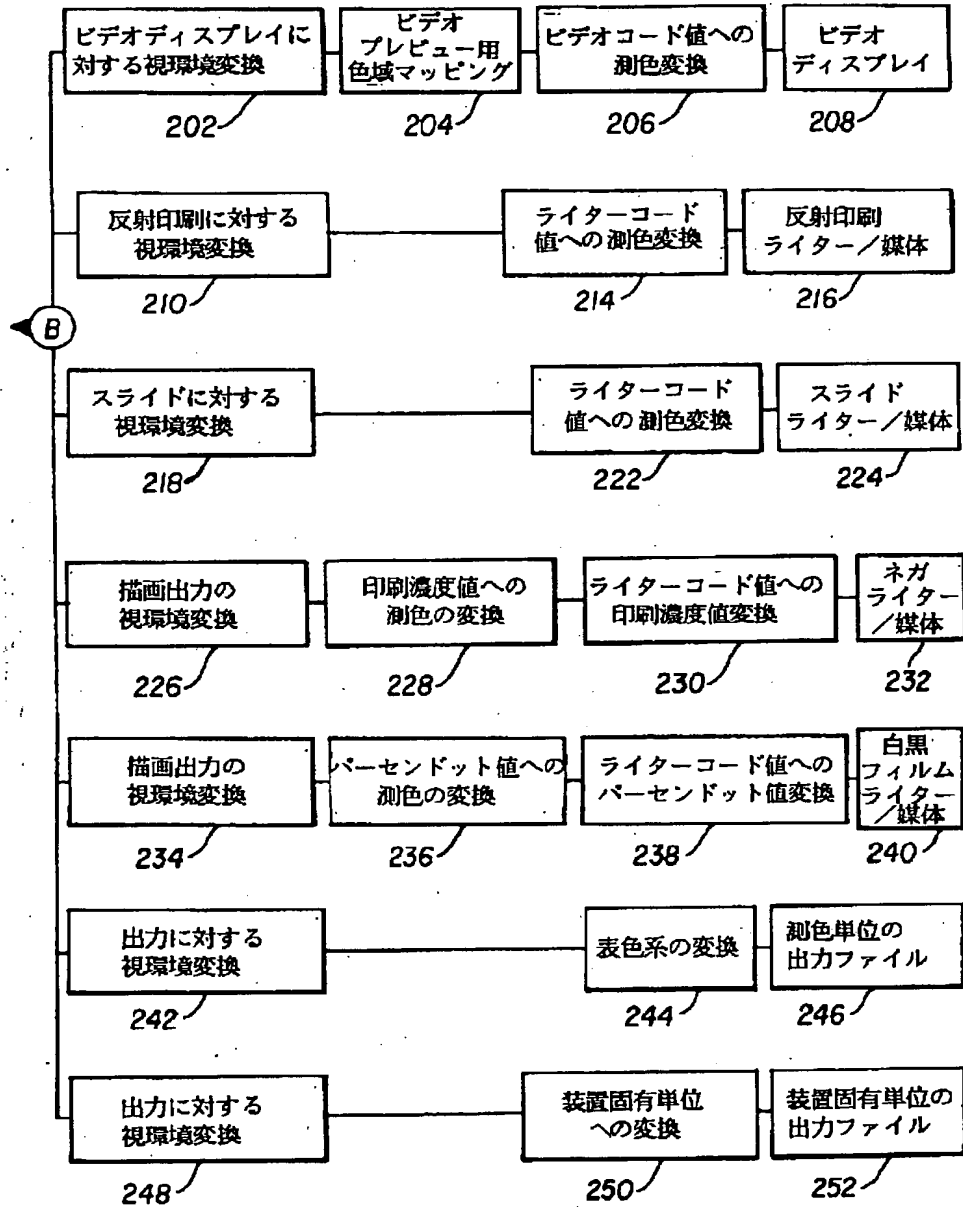 ビデオディスプレイに
対する視環境変換
202
ビデオ
プレビュー用
色域マッピング
204
ビデオコード値への
測色変換
206
ビデオ
ディスプレイ
208
反射印刷に対する
視環境変換
210
ライターコード
値への測色変換
214
反射印刷
ライター/媒体
216
B
スライドに対する
視環境変換
218
ライターコード
値への測色変換
222
スライド
ライター/媒体
224
描画出力の
視環境変換
226
印刷濃度値への
測色の変換
228
ライターコード値への
印刷濃度値変換
230
ネガ
ライター
/媒体
232
描画出力の
視環境変換
234
パーセンドット値への
測色の変換
236
ライターコード値への
パーセンドット値変換
238
白黒
フィルム
ライター
/媒体
240
出力に対する
視環境変換
242
表色系の変換
244
測色単位の
出力ファイル
246
出力に対する
視環境変換
248
装置固有単位
への変換
250
装置固有単位の
出力ファイル
252